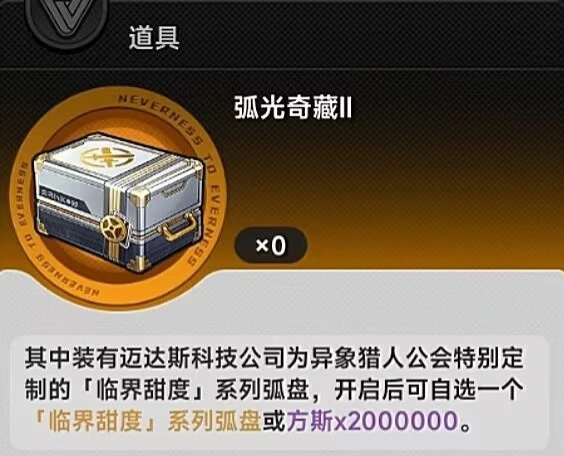 道具
弧光奇藏II
NEVERNESS TO EVERNESS
NEVERNESS TO EVERNESS
×0
其中装有迈达斯科技公司为异象猎人公会特别定
制的「临界甜度」系列弧盘，开启后可自选一个
「临界甜度」系列弧盘或方斯x2000000。